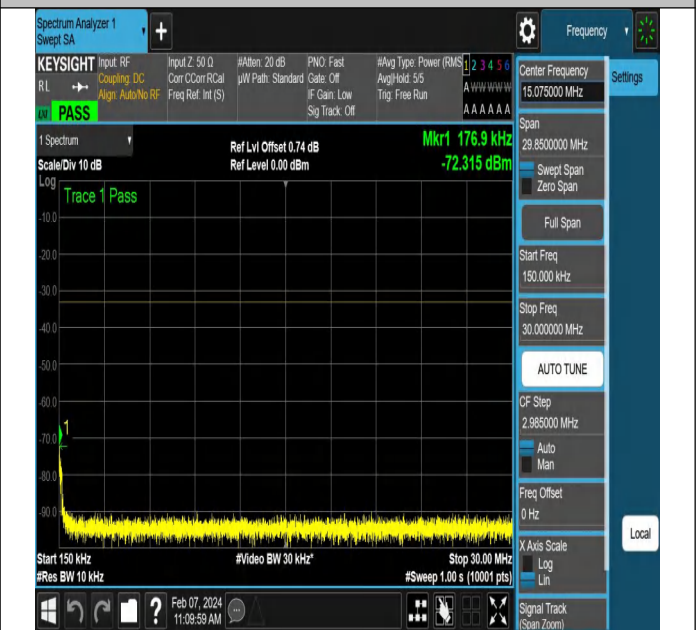 Spectrum Analyzer 1
Swept SA
+
Frequency
KEYSIGHT
RL
LXI PASS
Input: RF
Coupling: DC
Align: Auto/No RF
Input Z: 50 Ω
Corr CCorr RCal
Freq Ref: Int (S)
#Atten: 20 dB
µW Path: Standard
PNO: Fast
Gate: Off
IF Gain: Low
Sig Track: Off
#Avg Type: Power (RMS
Avg|Hold: 5/5
Trig: Free Run
1 2 3 4 5 6
A W W W W W
A A A A A A
Center Frequency
15.075000 MHz
Settings
Span
29.8500000 MHz
Swept Span
Zero Span
Full Span
Start Freq
150.000 kHz
Stop Freq
30.000000 MHz
AUTO TUNE
CF Step
2.985000 MHz
Auto
Man
Freq Offset
0 Hz
X Axis Scale
Log
Lin
Signal Track
(Span Zoom)
Local
1 Spectrum
Scale/Div 10 dB
Log
Ref Lvl Offset 0.74 dB
Ref Level 0.00 dBm
Mkr1 176.9 kHz
-72.315 dBm
Trace 1 Pass
-10.0
-20.0
-30.0
-40.0
-50.0
-60.0
-70.0
-80.0
-90.0
1
Start 150 kHz
#Res BW 10 kHz
#Video BW 30 kHz*
Stop 30.00 MHz
#Sweep 1.00 s (10001 pts)
?
Feb 07, 2024
11:09:59 AM